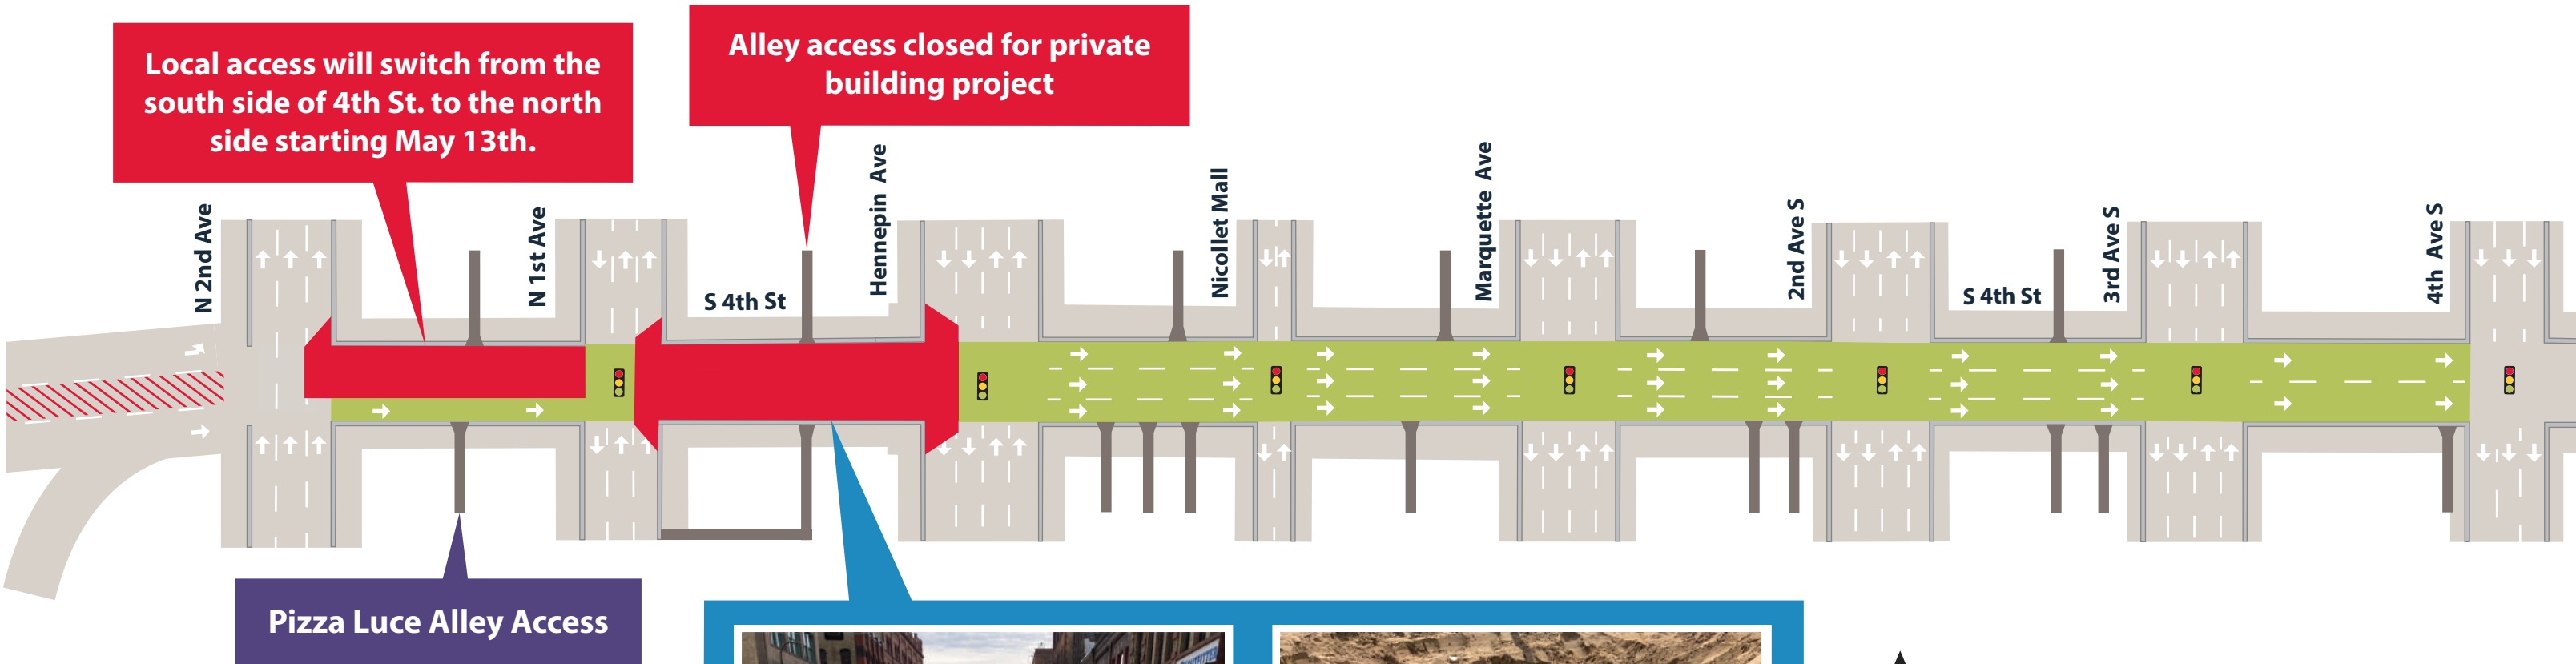 Local access will switch from the
south side of 4th St. to the north
side starting May 13th.
Alley access closed for private
building project
N 2nd Ave
N 1st Ave
S 4th St
Hennepin Ave
Nicollet Mall
Marquette Ave
2nd Ave S
S 4th St
3rd Ave S
4th Ave S
Pizza Luce Alley Access